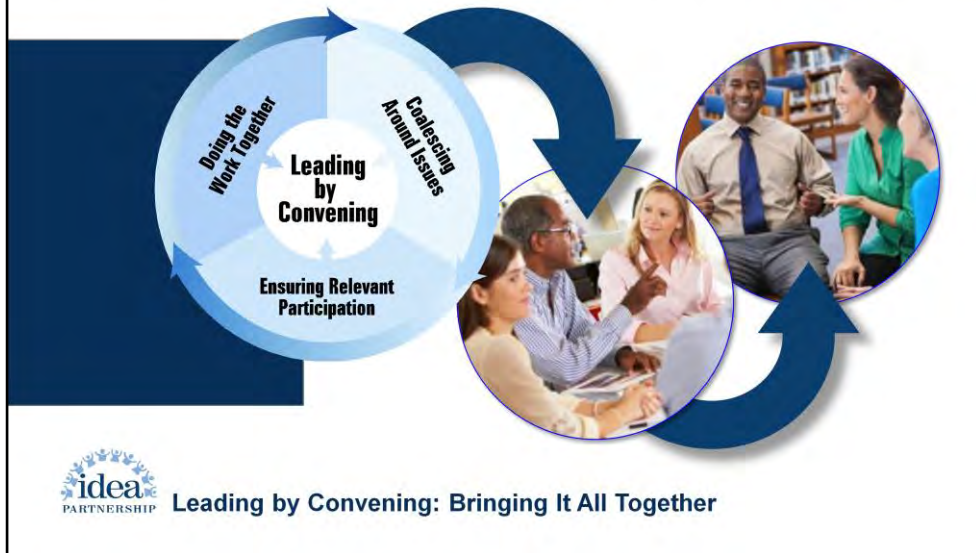 Doing the
Work Together
Coalescing
Around Issues
Leading
by
Convening
Ensuring Relevant
Participation
idea
PARTNERSHIP
Leading by Convening: Bringing It All Together